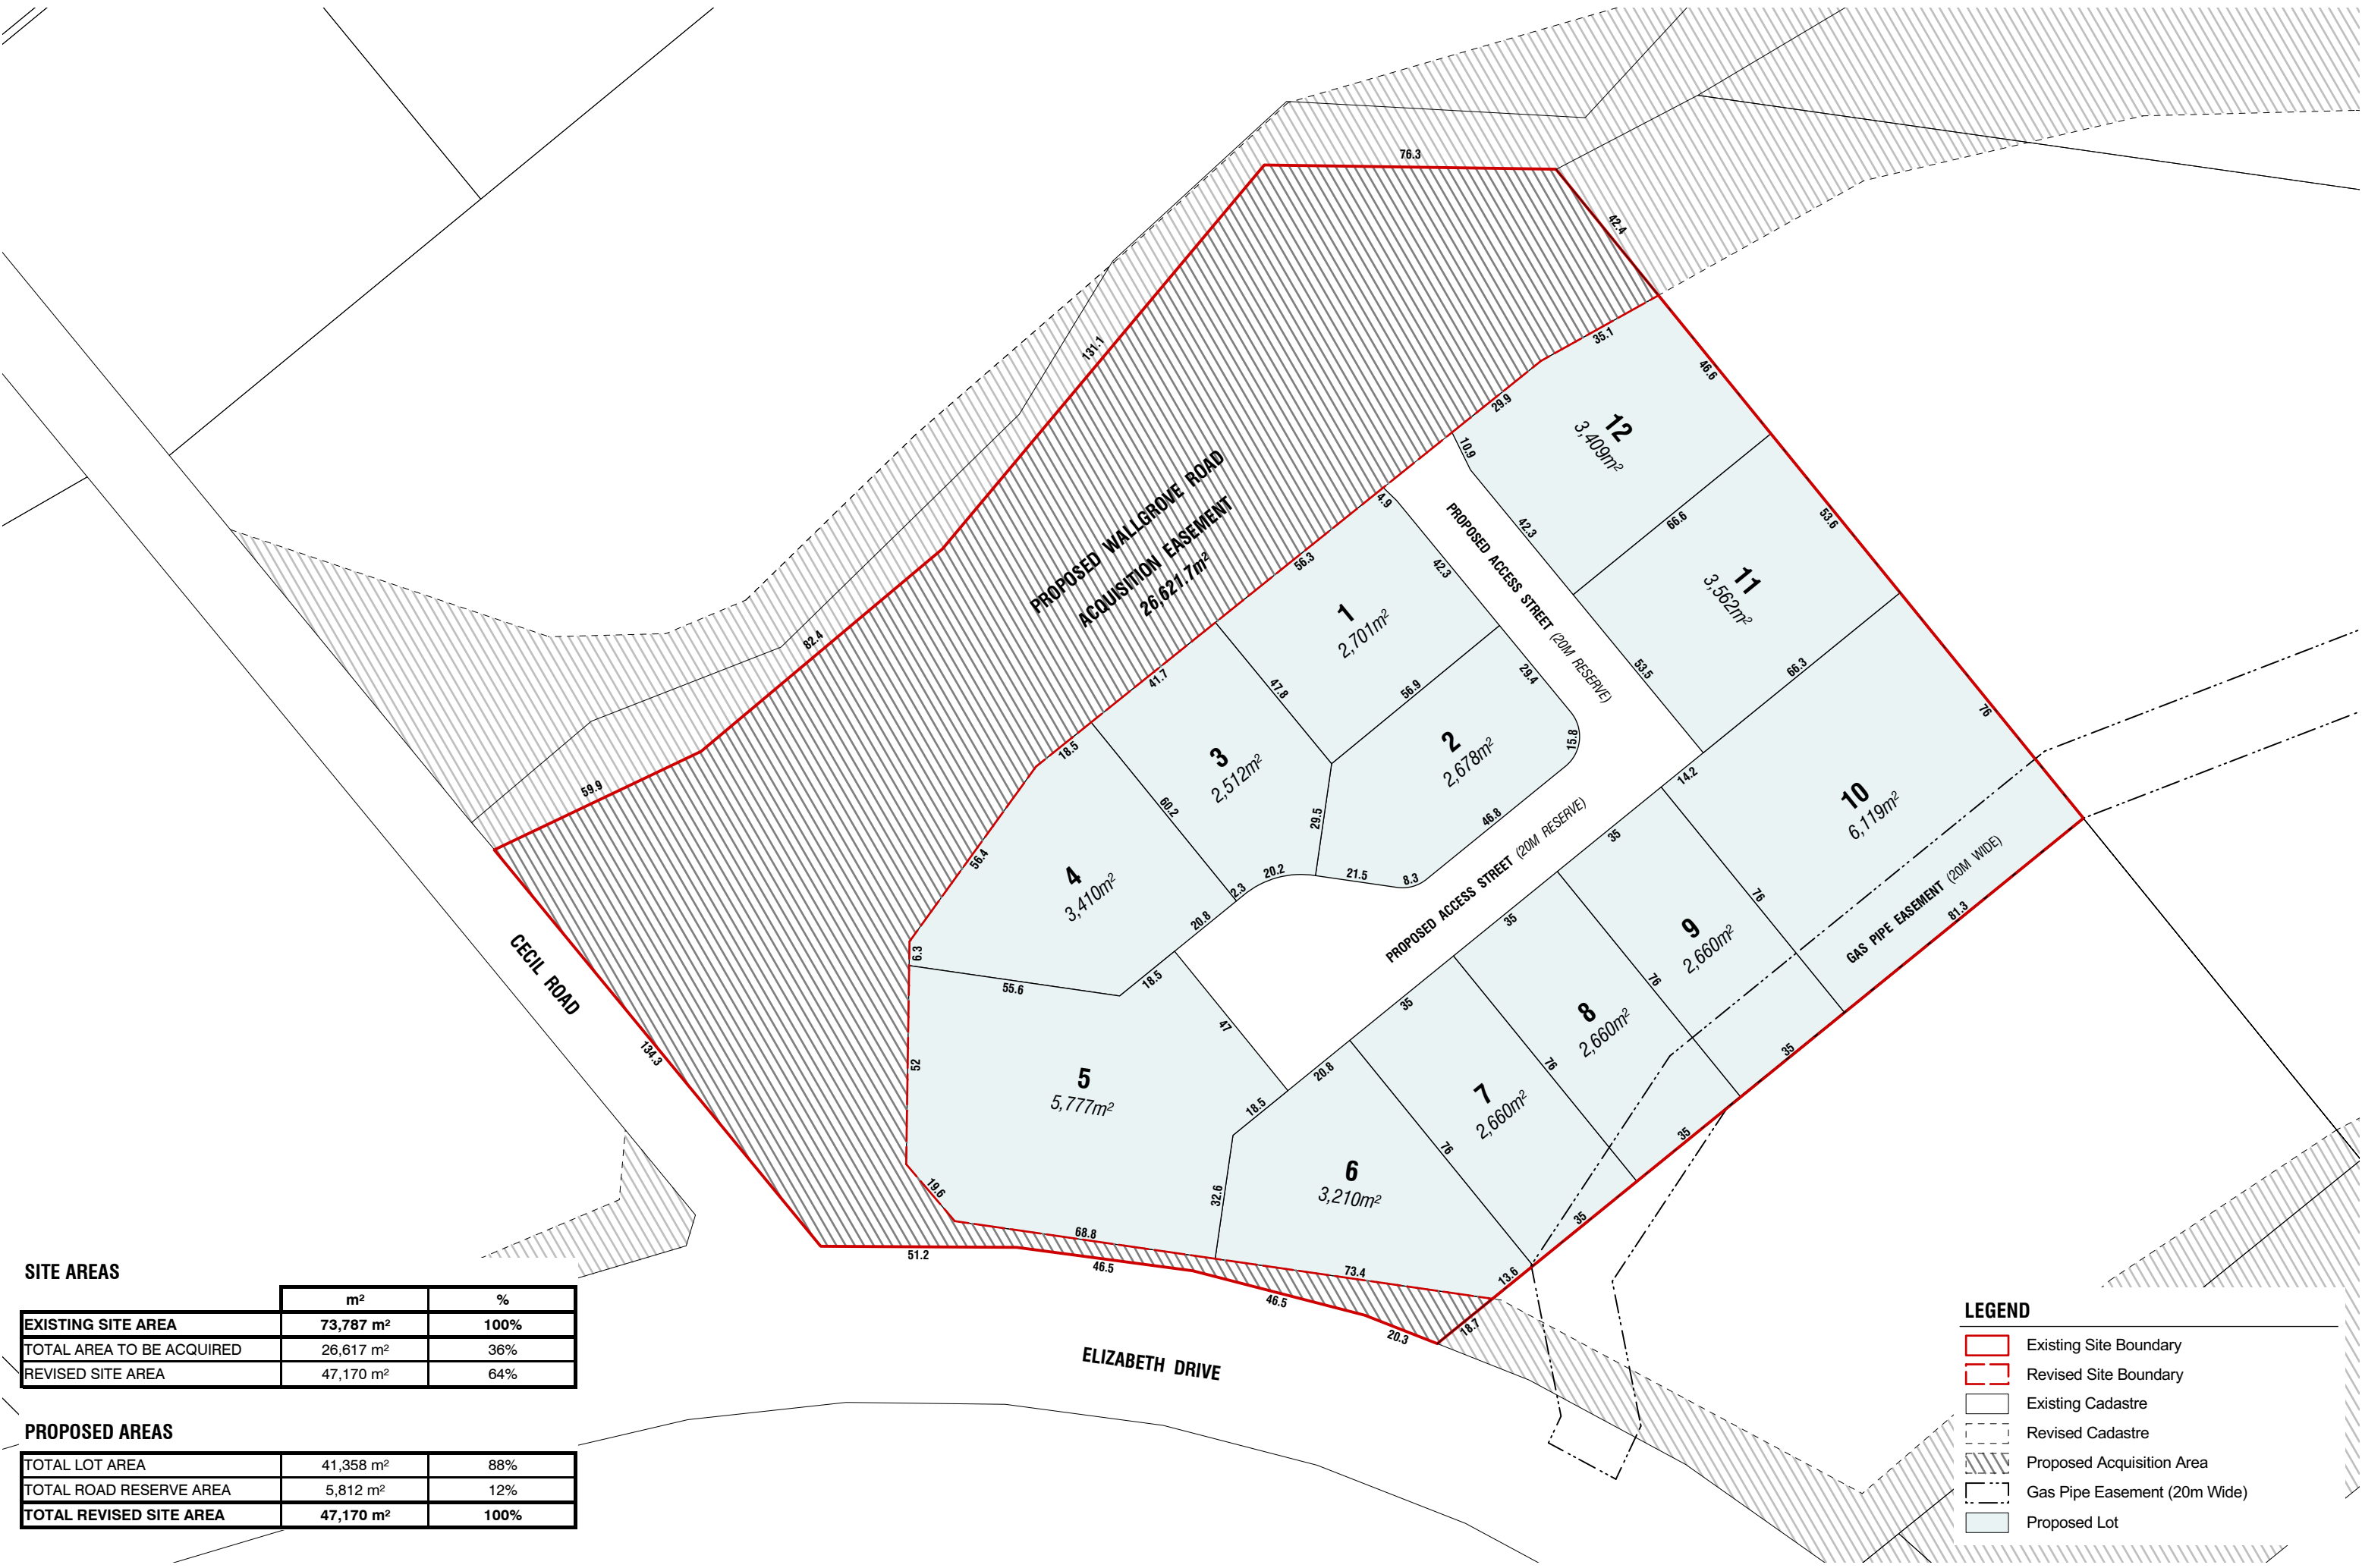 76.3
42.4
131.1
35.1
46.6
29.9
12
3,409m²
10.9
PROPOSED WALLGROVE ROAD
ACQUISITION EASEMENT
26,621.7m²
4.9
42.3
66.6
53.6
PROPOSED ACCESS STREET (20M RESERVE)
56.3
42.3
11
3,562m²
1
2,701m²
82.4
41.7
47.8
56.9
29.4
53.5
66.3
76
59.9
18.5
3
2,512m²
2
2,678m²
15.8
14.2
10
6,119m²
60.2
29.5
46.8
35
56.4
4
3,410m²
2.3
20.2
21.5
8.3
PROPOSED ACCESS STREET (20M RESERVE)
76
GAS PIPE EASEMENT (20M WIDE)
81.3
20.8
35
9
2,660m²
6.3
55.6
18.5
76
CECIL ROAD
134.3
52
47
35
8
2,660m²
35
5
5,777m²
20.8
76
18.5
7
2,660m²
35
76
19.6
32.6
6
3,210m²
35
68.8
51.2
46.5
73.4
13.6
46.5
20.3
18.7
ELIZABETH DRIVE
SITE AREAS
m² %
EXISTING SITE AREA 73,787 m² 100%
TOTAL AREA TO BE ACQUIRED 26,617 m² 36%
REVISED SITE AREA 47,170 m² 64%
PROPOSED AREAS
TOTAL LOT AREA 41,358 m² 88%
TOTAL ROAD RESERVE AREA 5,812 m² 12%
TOTAL REVISED SITE AREA 47,170 m² 100%
LEGEND
Existing Site Boundary
Revised Site Boundary
Existing Cadastre
Revised Cadastre
Proposed Acquisition Area
Gas Pipe Easement (20m Wide)
Proposed Lot